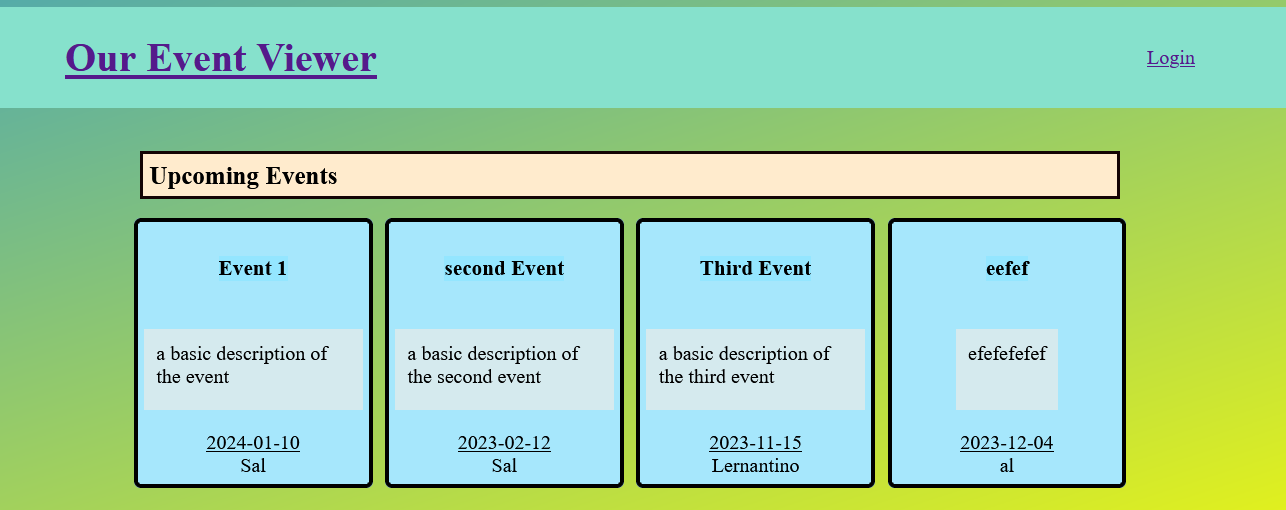 Our Event Viewer
Login
Upcoming Events
Event 1
a basic description of
the event
2024-01-10
Sal
second Event
a basic description of
the second event
2023-02-12
Sal
Third Event
a basic description of
the third event
2023-11-15
Lernantino
eefef
efefefefef
2023-12-04
al